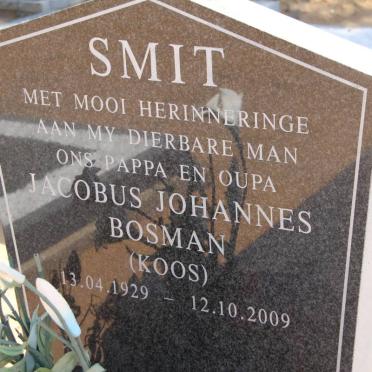 SMIT
MET MOOI HERINNERINGE
AAN MY DIERBARE MAN
ONS PAPPA EN OUPA
JACOBUS JOHANNES
BOSMAN
(KOOS)
13.04.1929 – 12.10.2009